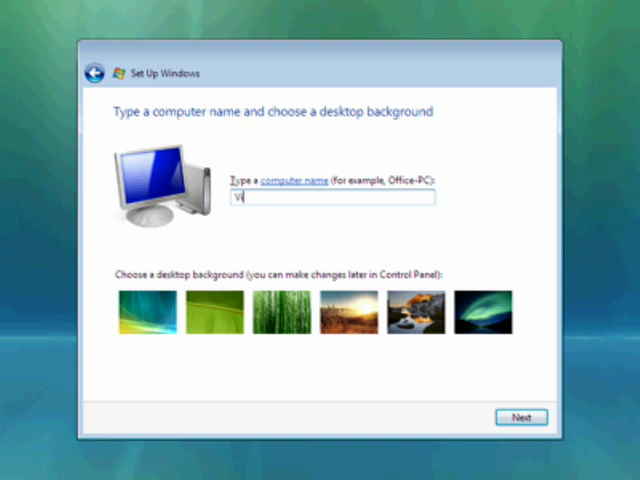 Set Up Windows
Type a computer name and choose a desktop background
Type a computer name (for example, Office-PC):
Vi
Choose a desktop background (you can make changes later in Control Panel):
Next